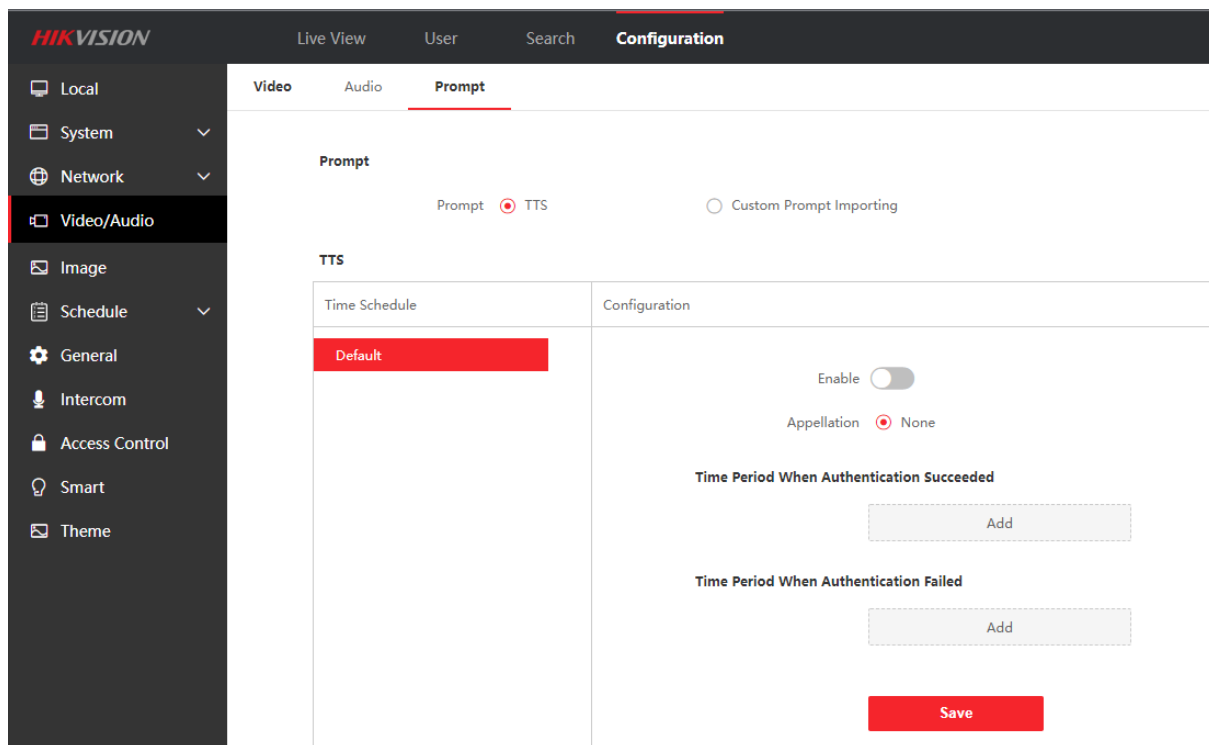 HIKVISION Live View User Search Configuration
Local
System
Network
Video/Audio
Image
Schedule
General
Intercom
Access Control
Smart
Theme
Video Audio Prompt
Prompt
Prompt TTS Custom Prompt Importing
TTS
Time Schedule Configuration
Default
Enable
Appellation None
Time Period When Authentication Succeeded
Add
Time Period When Authentication Failed
Add
Save